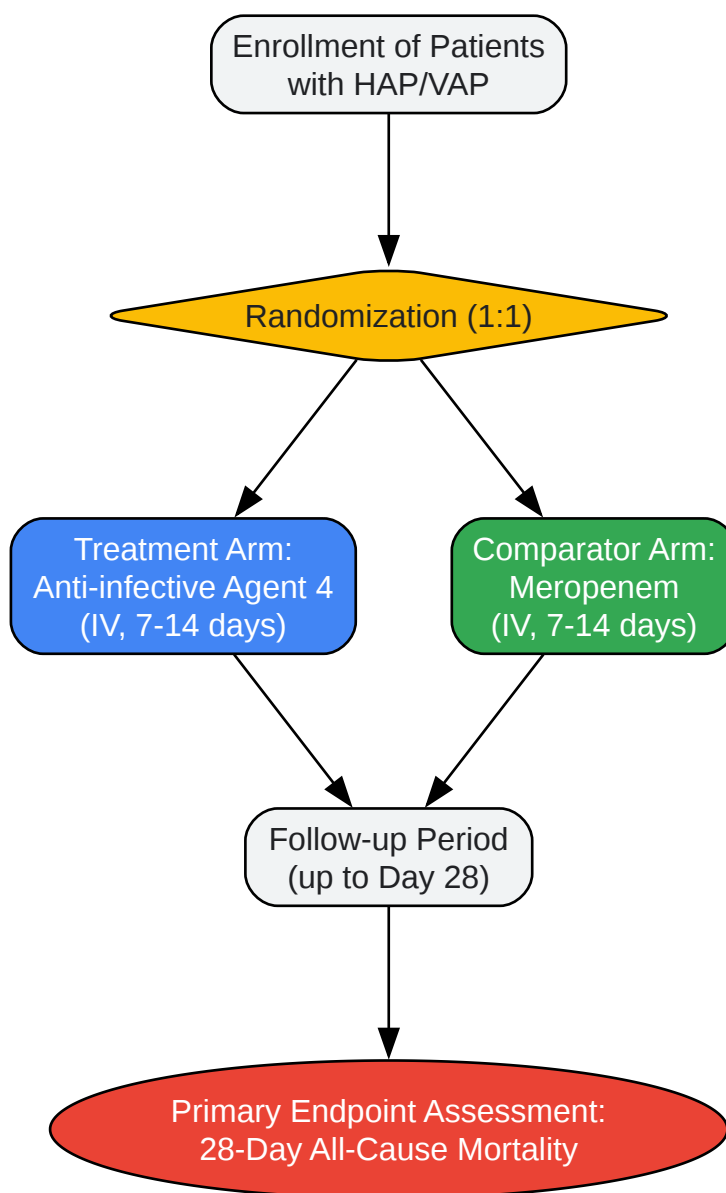 Enrollment of Patients
with HAP/VAP
Randomization (1:1)
Treatment Arm:
Anti-infective Agent 4
(IV, 7-14 days)
Comparator Arm:
Meropenem
(IV, 7-14 days)
Follow-up Period
(up to Day 28)
Primary Endpoint Assessment:
28-Day All-Cause Mortality